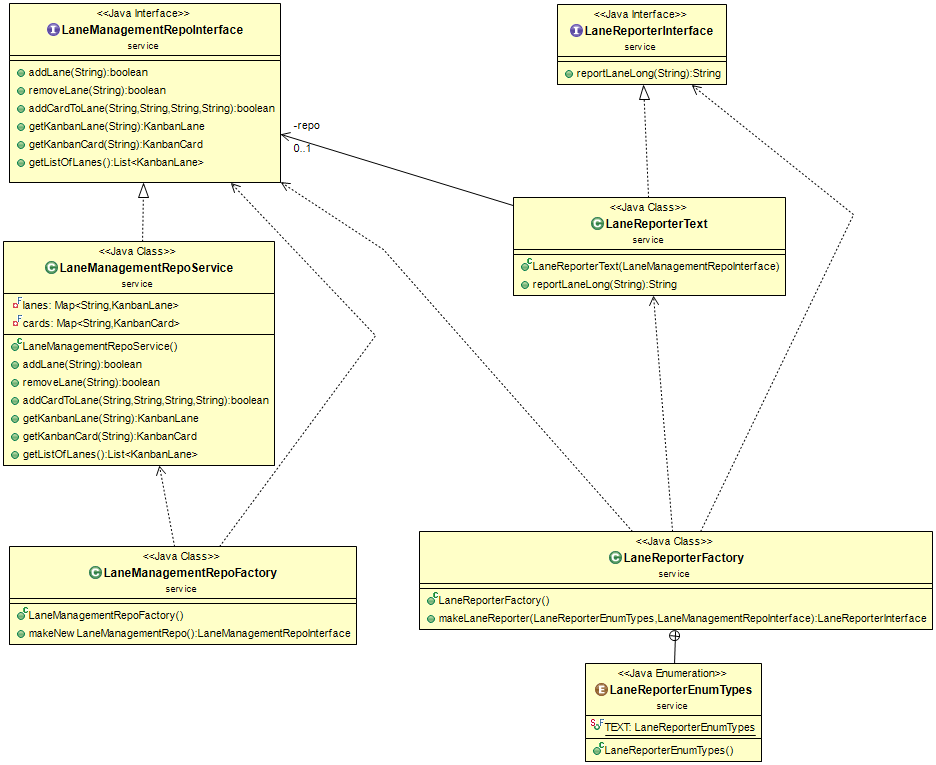 <<Java Interface>>
LaneManagementRepoInterface
service
addLane(String):boolean
removeLane(String):boolean
addCardToLane(String,String,String,String):boolean
getKanbanLane(String):KanbanLane
getKanbanCard(String):KanbanCard
getListOfLanes():List<KanbanLane>
<<Java Interface>>
LaneReporterInterface
service
reportLaneLong(String):String
-repo
0..1
<<Java Class>>
LaneReporterText
service
LaneReporterText(LaneManagementRepoInterface)
reportLaneLong(String):String
<<Java Class>>
LaneManagementRepoService
service
lanes: Map<String,KanbanLane>
cards: Map<String,KanbanCard>
LaneManagementRepoService()
addLane(String):boolean
removeLane(String):boolean
addCardToLane(String,String,String,String):boolean
getKanbanLane(String):KanbanLane
getKanbanCard(String):KanbanCard
getListOfLanes():List<KanbanLane>
<<Java Class>>
LaneManagementRepoFactory
service
LaneManagementRepoFactory()
makeNew LaneManagementRepo():LaneManagementRepoInterface
<<Java Class>>
LaneReporterFactory
service
LaneReporterFactory()
makeLaneReporter(LaneReporterEnumTypes,LaneManagementRepoInterface):LaneReporterInterface
<<Java Enumeration>>
LaneReporterEnumTypes
service
TEXT: LaneReporterEnumTypes
LaneReporterEnumTypes()